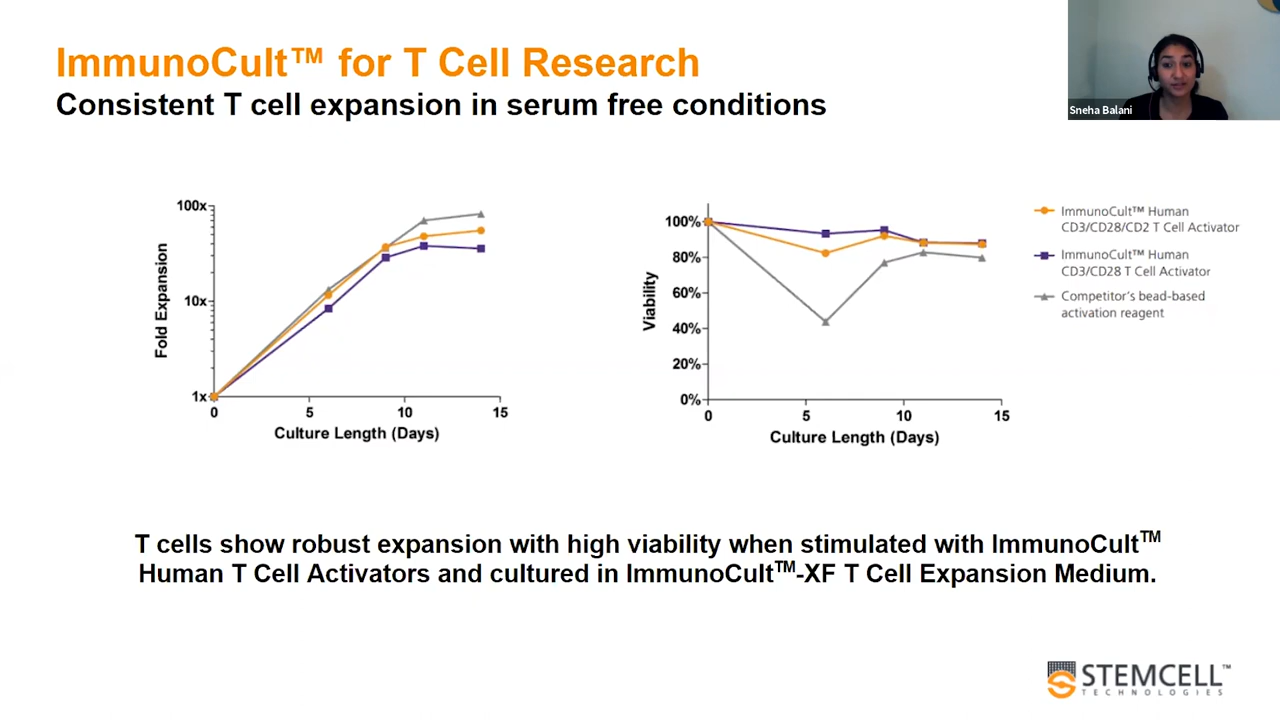 ImmunoCult™ for T Cell Research
Consistent T cell expansion in serum free conditions
Sneha Balani
100x
10x
1x
Fold Expansion
0
5
10
15
Culture Length (Days)
100%
80%
60%
40%
20%
0%
Viability
0
5
10
15
Culture Length (Days)
ImmunoCult™ Human
CD3/CD28/CD2 T Cell Activator
ImmunoCult™ Human
CD3/CD28 T Cell Activator
Competitor's bead-based
activation reagent
T cells show robust expansion with high viability when stimulated with ImmunoCult™
Human T Cell Activators and cultured in ImmunoCult™-XF T Cell Expansion Medium.
STEMCELL™
TECHNOLOGIES